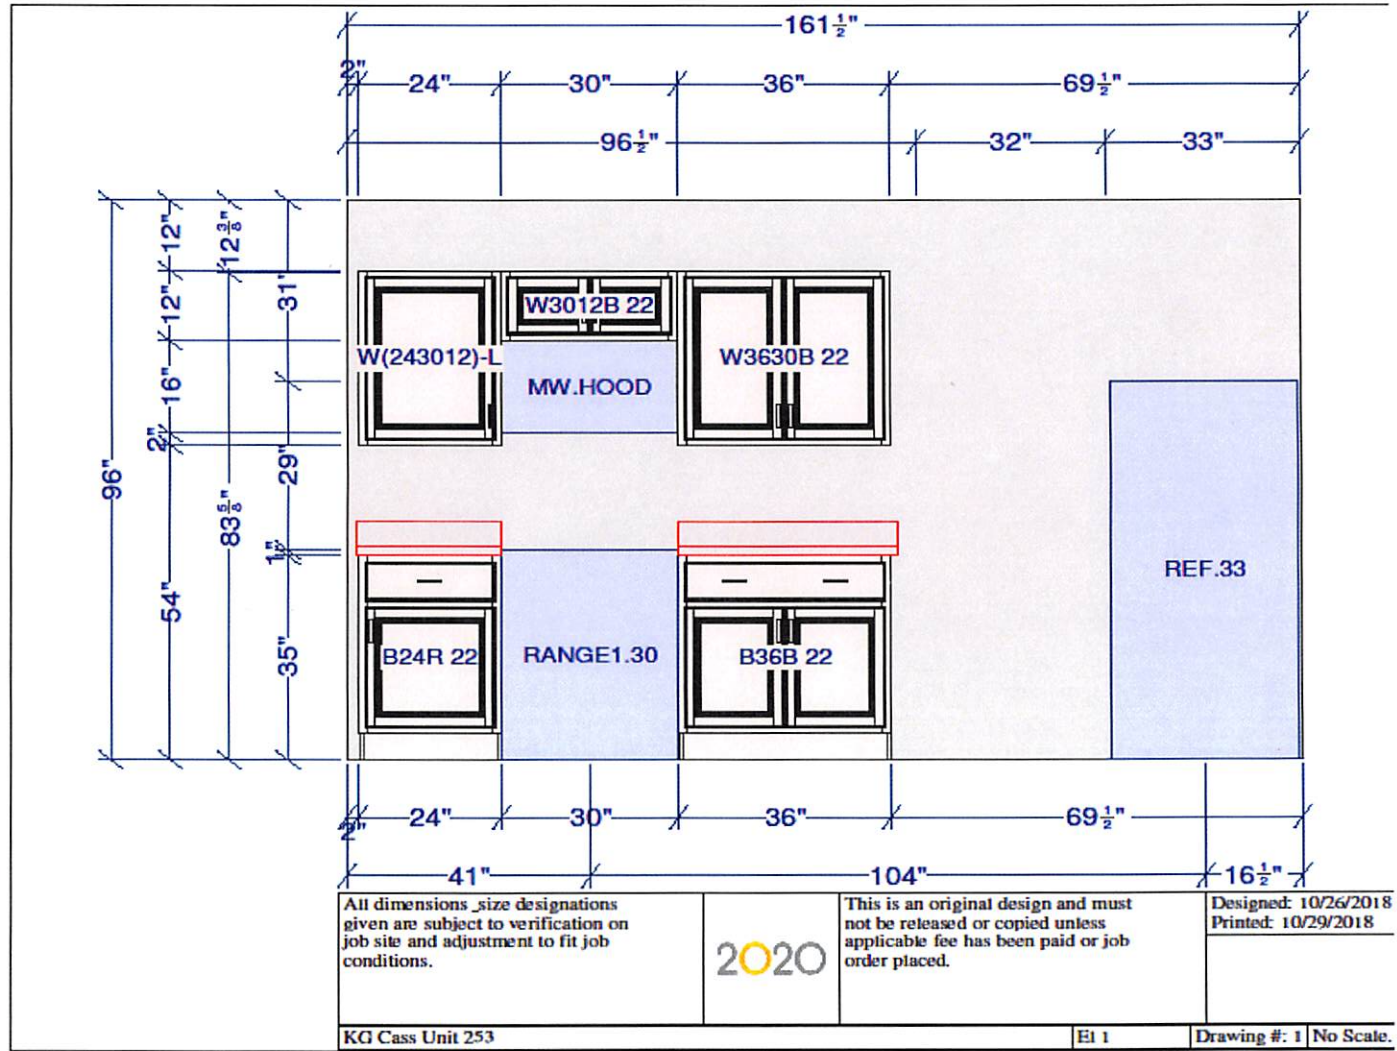 161 ½"
2" 24" 30" 36" 69 ½"
96 ½" 32" 33"
12" 12 ⅜"
31"
12"
W3012B 22
W(243012)-L W3630B 22
16" MW.HOOD
2"
29"
96"
83 ⅝"
1"
REF.33
54"
35" B24R 22 RANGE1.30 B36B 22
2" 24" 30" 36" 69 ½"
41" 104" 16 ½"
All dimensions _size designations
given are subject to verification on
job site and adjustment to fit job
conditions.
2020
This is an original design and must
not be released or copied unless
applicable fee has been paid or job
order placed.
Designed: 10/26/2018
Printed: 10/29/2018
KG Cass Unit 253 El 1 Drawing #: 1 No Scale.